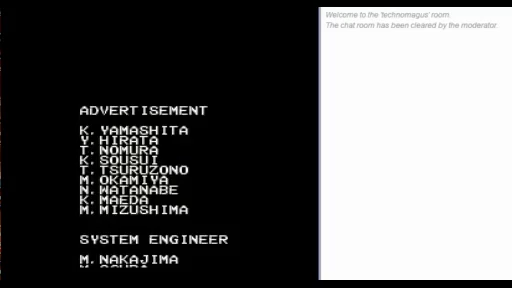 Welcome to the 'technomagus' room.
The chat room has been cleared by the moderator.
ADVERTISEMENT
K. YAMASHITA
Y. HIRATA
T. NOMURA
K. SOUSUI
T. TSURUZONO
M. OKAMIYA
N. WATANABE
K. MAEDA
M. MIZUSHIMA
SYSTEM ENGINEER
M. NAKAJIMA